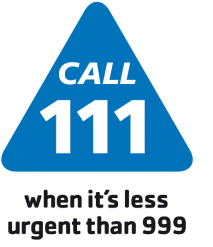 CALL
111
when it's less
urgent than 999